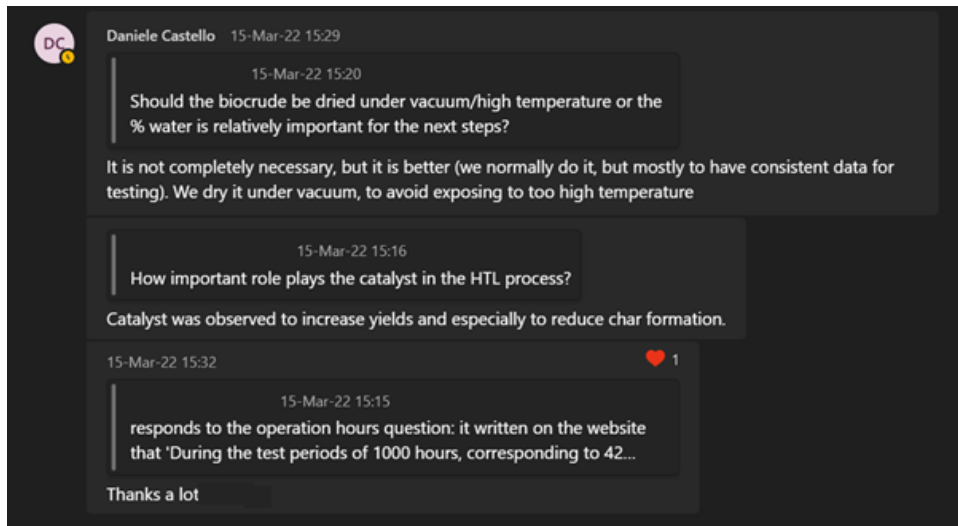 DC
Daniele Castello 15-Mar-22 15:29
15-Mar-22 15:20
Should the biocrude be dried under vacuum/high temperature or the
% water is relatively important for the next steps?
It is not completely necessary, but it is better (we normally do it, but mostly to have consistent data for
testing). We dry it under vacuum, to avoid exposing to too high temperature
15-Mar-22 15:16
How important role plays the catalyst in the HTL process?
Catalyst was observed to increase yields and especially to reduce char formation.
15-Mar-22 15:32 1
15-Mar-22 15:15
responds to the operation hours question: it written on the website
that 'During the test periods of 1000 hours, corresponding to 42...
Thanks a lot